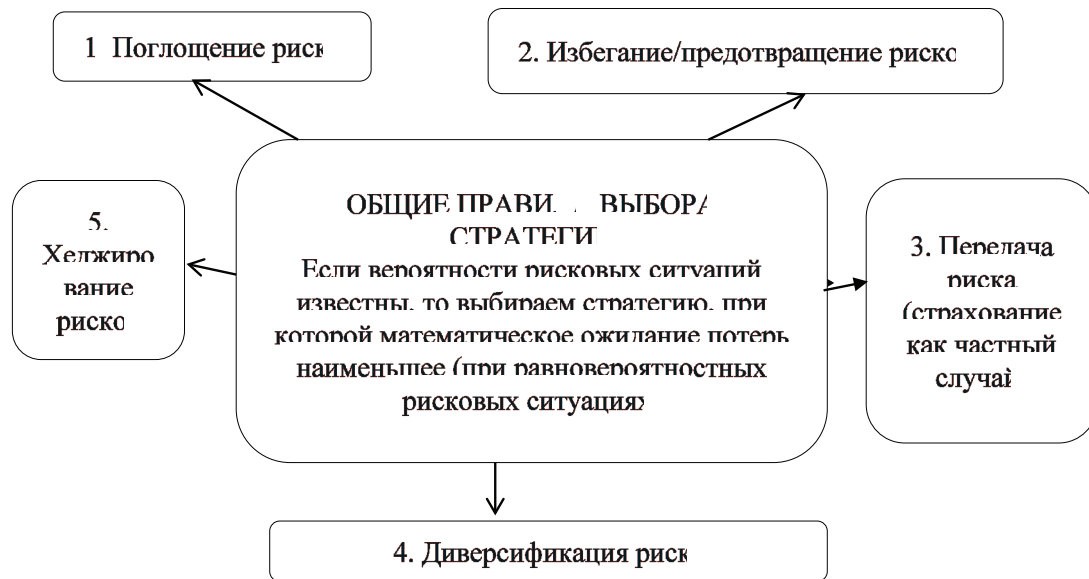 1 Поглощение риск
2. Избегание/предотвращение риско
ОБЩИЕ ПРАВИ ВЫБОРА
СТРАТЕГИ
Если вероятности рисковых ситуаций
известны, то выбираем стратегию, при
которой математическое ожидание потерь
наименьшее (при равновероятностных
рисковых ситуациях
5.
Хеджиро
вание
риско
3. Передача
риска
(страхование
как частный
случай
4. Диверсификация риск